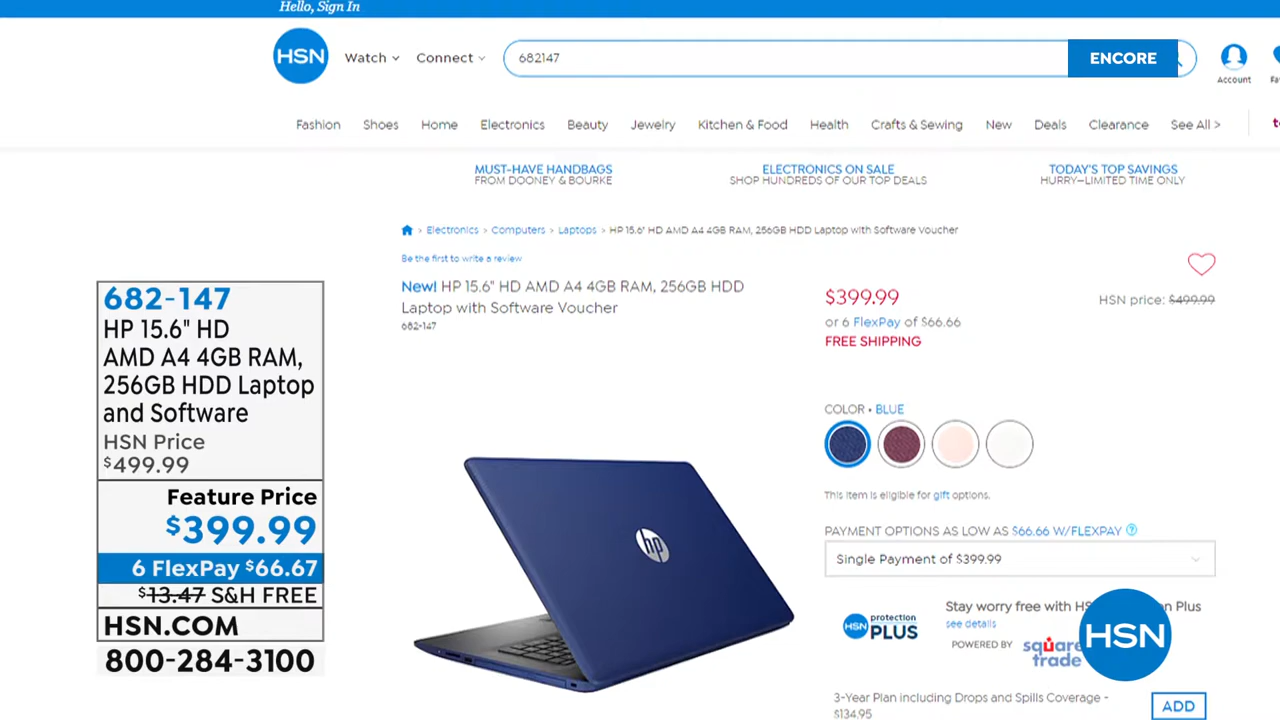 Hello, Sign In
HSN
Watch
Connect
682147
ENCORE
Account
Fashion
Shoes
Home
Electronics
Beauty
Jewelry
Kitchen & Food
Health
Crafts & Sewing
New
Deals
Clearance
See All >
MUST-HAVE HANDBAGS
FROM DOONEY & BOURKE
ELECTRONICS ON SALE
SHOP HUNDREDS OF OUR TOP DEALS
TODAY'S TOP SAVINGS
HURRY–LIMITED TIME ONLY
> Electronics > Computers > Laptops > HP 15.6" HD AMD A4 4GB RAM, 256GB HDD Laptop with Software Voucher
Be the first to write a review
New! HP 15.6" HD AMD A4 4GB RAM, 256GB HDD
Laptop with Software Voucher
682-147
$399.99
HSN price: $499.99
or 6 FlexPay of $66.66
FREE SHIPPING
COLOR • BLUE
This item is eligible for gift options.
PAYMENT OPTIONS AS LOW AS $66.66 W/FLEXPAY ?
Single Payment of $399.99
HSN protection
PLUS
Stay worry free with HS n Plus
see details
POWERED BY
square
trade
HSN
3-Year Plan including Drops and Spills Coverage -
$134.95
ADD
hp
682-147
HP 15.6" HD
AMD A4 4GB RAM,
256GB HDD Laptop
and Software
HSN Price
$499.99
Feature Price
$399.99
6 FlexPay $66.67
$13.47 S&H FREE
HSN.COM
800-284-3100